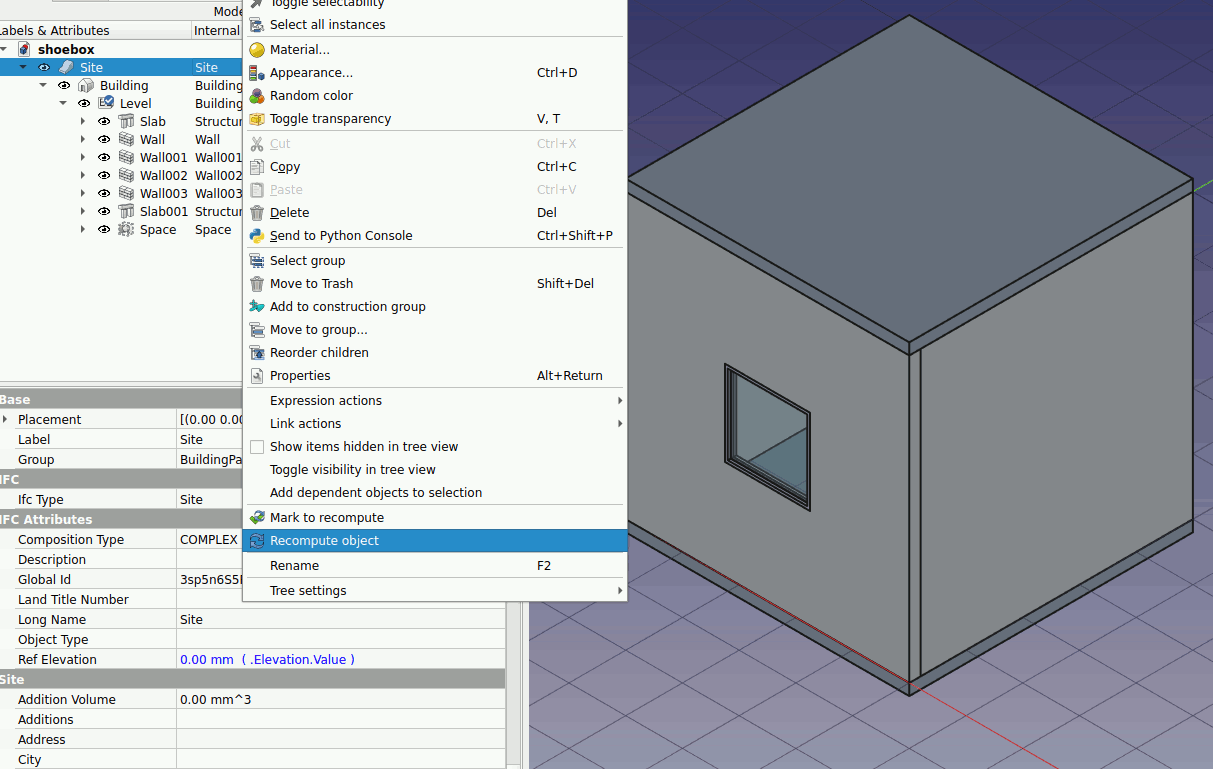 Mode
Labels & Attributes Internal
shoebox
Site Site
Building Building
Level Building
Slab Structur
Wall Wall
Wall001 Wall001
Wall002 Wall002
Wall003 Wall003
Slab001 Structur
Space Space
Toggle selectability
Select all instances
Material...
Appearance... Ctrl+D
Random color
Toggle transparency V, T
Cut Ctrl+X
Copy Ctrl+C
Paste Ctrl+V
Delete Del
Send to Python Console Ctrl+Shift+P
Select group
Move to Trash Shift+Del
Add to construction group
Move to group...
Reorder children
Properties Alt+Return
Expression actions
Link actions
Show items hidden in tree view
Toggle visibility in tree view
Add dependent objects to selection
Mark to recompute
Recompute object
Rename F2
Tree settings
Base
Placement [(0.00 0.00
Label Site
Group BuildingPa
IFC
Ifc Type Site
IFC Attributes
Composition Type COMPLEX
Description
Global Id 3sp5n6S5
Land Title Number
Long Name Site
Object Type
Ref Elevation 0.00 mm ( .Elevation.Value )
Site
Addition Volume 0.00 mm^3
Additions
Address
City